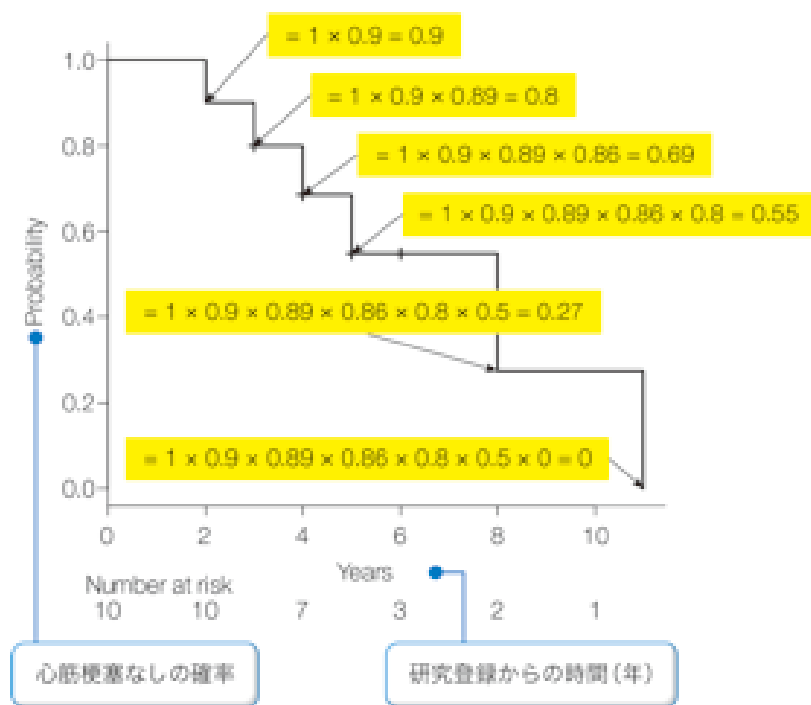 = 1 × 0.9 = 0.9
= 1 × 0.9 × 0.89 = 0.8
= 1 × 0.9 × 0.89 × 0.86 = 0.69
= 1 × 0.9 × 0.89 × 0.86 × 0.8 = 0.55
= 1 × 0.9 × 0.89 × 0.86 × 0.8 × 0.5 = 0.27
= 1 × 0.9 × 0.89 × 0.86 × 0.8 × 0.5 × 0 = 0
Probability
1.0
0.8
0.6
0.4
0.2
0.0
0 2 4 6 8 10
Years
Number at risk
10 10 7 3 2 1
心筋梗塞なしの確率
研究登録からの時間(年)